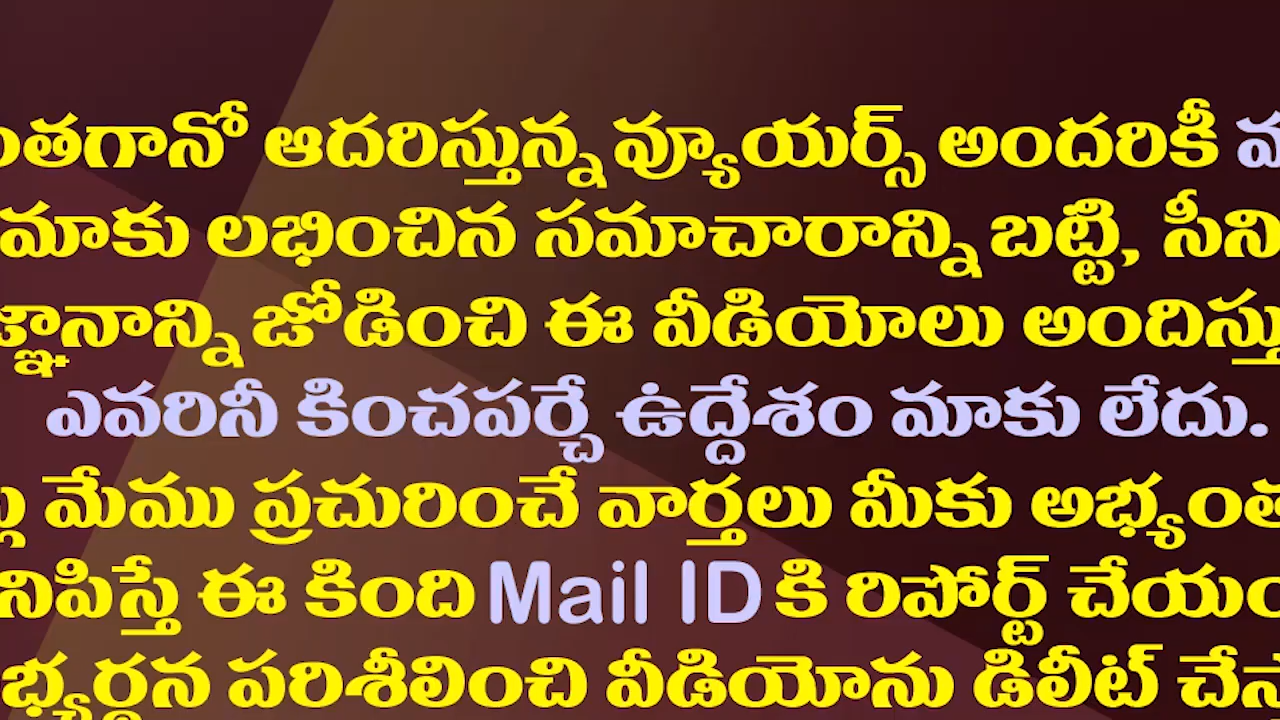 ంతగానో ఆదరిస్తున్న వ్యూయర్స్ అందరికీ
మాకు లభించిన సమాచారాన్ని బట్టి, సీని
జ్ఞానాన్ని జోడించి ఈ వీడియోలు అందిస్తు
ఎవరినీ కించపర్చే ఉద్దేశం మాకు లేదు.
మేము ప్రచురించే వార్తలు మీకు అభ్యంత
నిపిస్తే ఈ కింది Mail ID కి రిపోర్ట్ చేయం
భ్యర్థన పరిశీలించి వీడియోను డిలీట్ చేస